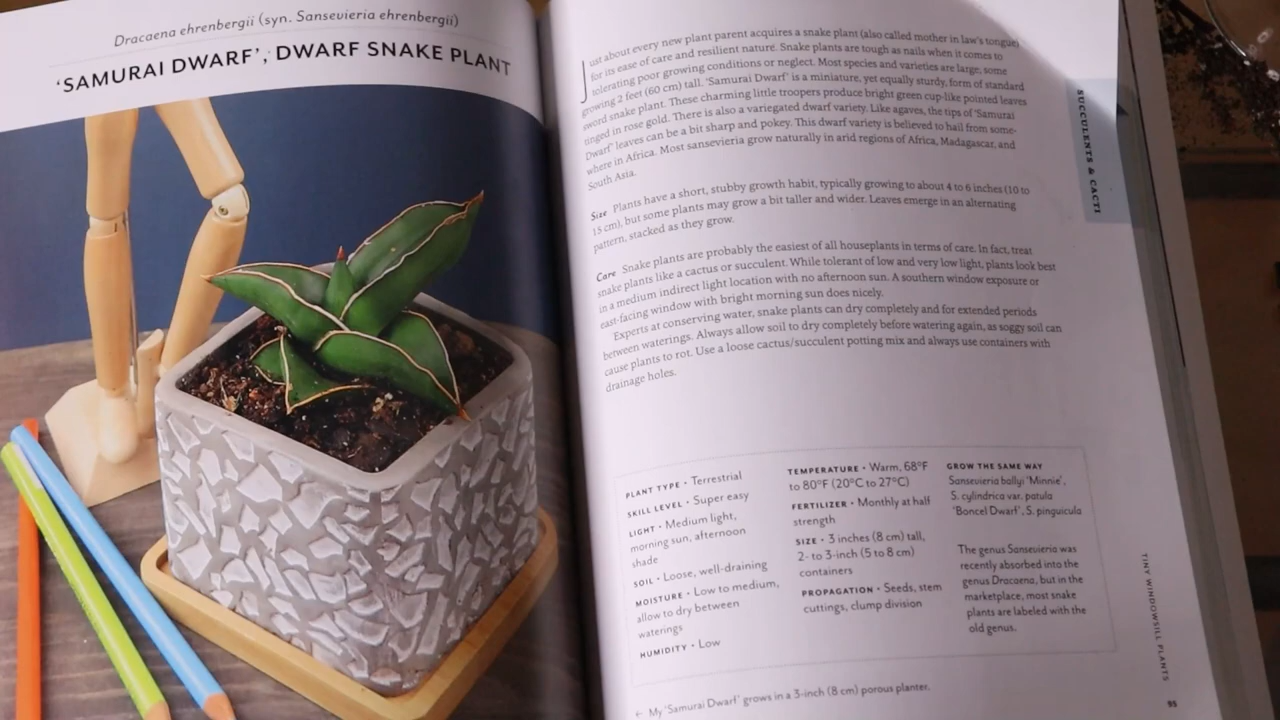 Dracaena ehrenbergii (syn. Sansevieria ehrenbergii)
‘SAMURAI DWARF’, DWARF SNAKE PLANT
Just about every new plant parent acquires a snake plant (also called mother in law's tongue)
for its ease of care and resilient nature. Snake plants are tough as nails when it comes to
tolerating poor growing conditions or neglect. Most species and varieties are large, some
growing 2 feet (60 cm) tall. ‘Samurai Dwarf’ is a miniature, yet equally sturdy, form of standard
sword snake plant. These charming little troopers produce bright green cup-like pointed leaves
tinged in rose gold. There is also a variegated dwarf variety. Like agaves, the tips of ‘Samurai
Dwarf’ leaves can be a bit sharp and pokey. This dwarf variety is believed to hail from some-
where in Africa. Most sansevieria grow naturally in arid regions of Africa, Madagascar, and
South Asia.
Size Plants have a short, stubby growth habit, typically growing to about 4 to 6 inches (10 to
15 cm), but some plants may grow a bit taller and wider. Leaves emerge in an alternating
pattern, stacked as they grow.
Care Snake plants are probably the easiest of all houseplants in terms of care. In fact, treat
snake plants like a cactus or succulent. While tolerant of low and very low light, plants look best
in a medium indirect light location with no afternoon sun. A southern window exposure or
east-facing window with bright morning sun does nicely.
Experts at conserving water, snake plants can dry completely and for extended periods
between waterings. Always allow soil to dry completely before watering again, as soggy soil can
cause plants to rot. Use a loose cactus/succulent potting mix and always use containers with
drainage holes.
PLANT TYPE • Terrestrial
SKILL LEVEL • Super easy
LIGHT • Medium light,
morning sun, afternoon
shade
SOIL • Loose, well-draining
MOISTURE • Low to medium,
allow to dry between
waterings
HUMIDITY • Low
TEMPERATURE • Warm, 68°F
to 80°F (20°C to 27°C)
FERTILIZER • Monthly at half
strength
SIZE • 3 inches (8 cm) tall,
2- to 3-inch (5 to 8 cm)
containers
PROPAGATION • Seeds, stem
cuttings, clump division
GROW THE SAME WAY
Sansevieria ballyi ‘Minnie’,
S. cylindrica var. patula
‘Boncel Dwarf’, S. pinguicula
The genus Sansevieria was
recently absorbed into the
genus Dracaena, but in the
marketplace, most snake
plants are labeled with the
old genus.
← My ‘Samurai Dwarf’ grows in a 3-inch (8 cm) porous planter.
SUCCULENTS & CACTI
TINY WINDOWSILL PLANTS
95